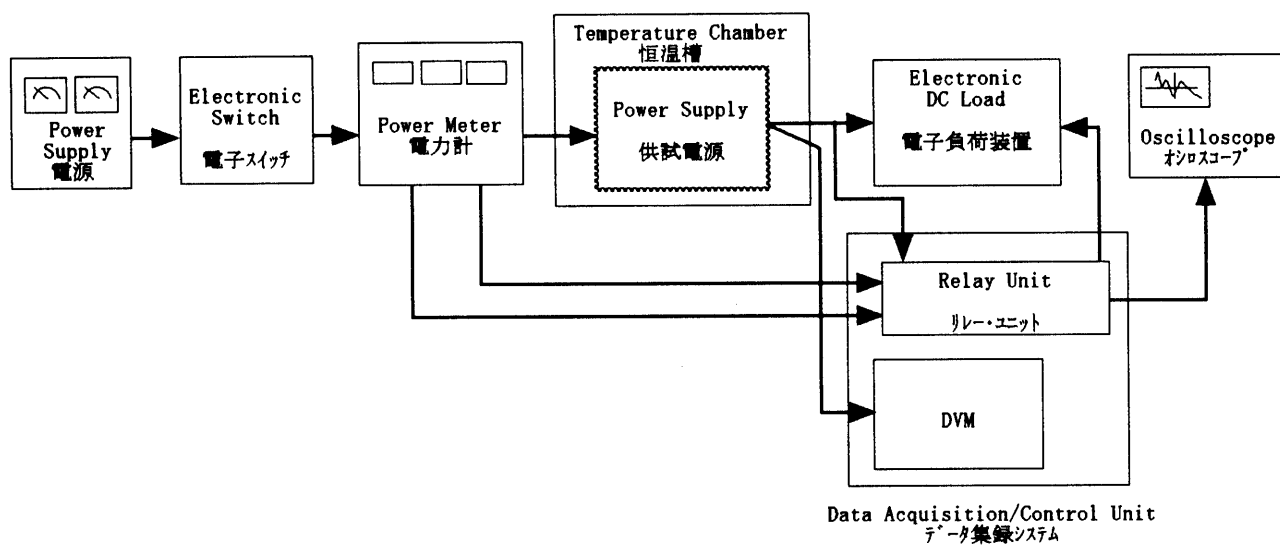 Power
Supply
電源
Electronic
Switch
電子スイッチ
Power Meter
電力計
Temperature Chamber
恒温槽
Power Supply
供試電源
Electronic
DC Load
電子負荷装置
Oscilloscope
オシロスコープ
Relay Unit
リレー・ユニット
DVM
Data Acquisition/Control Unit
データ集録システム